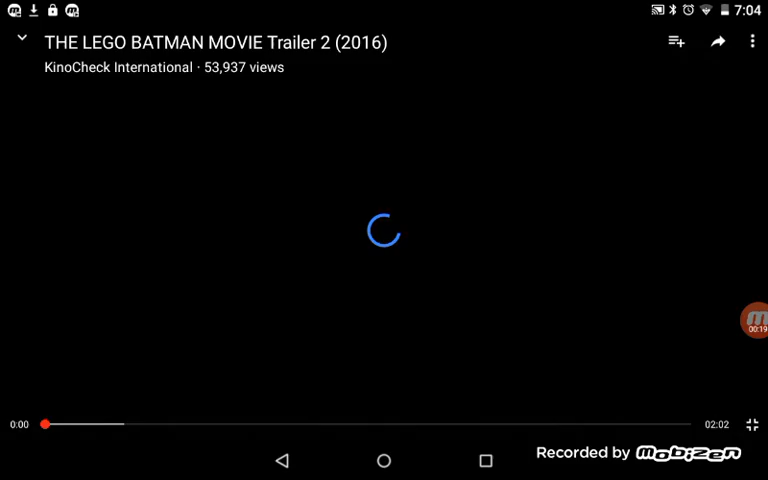 7:04
THE LEGO BATMAN MOVIE Trailer 2 (2016)
KinoCheck International · 53,937 views
00:19
0:00
02:02
Recorded by mobizen